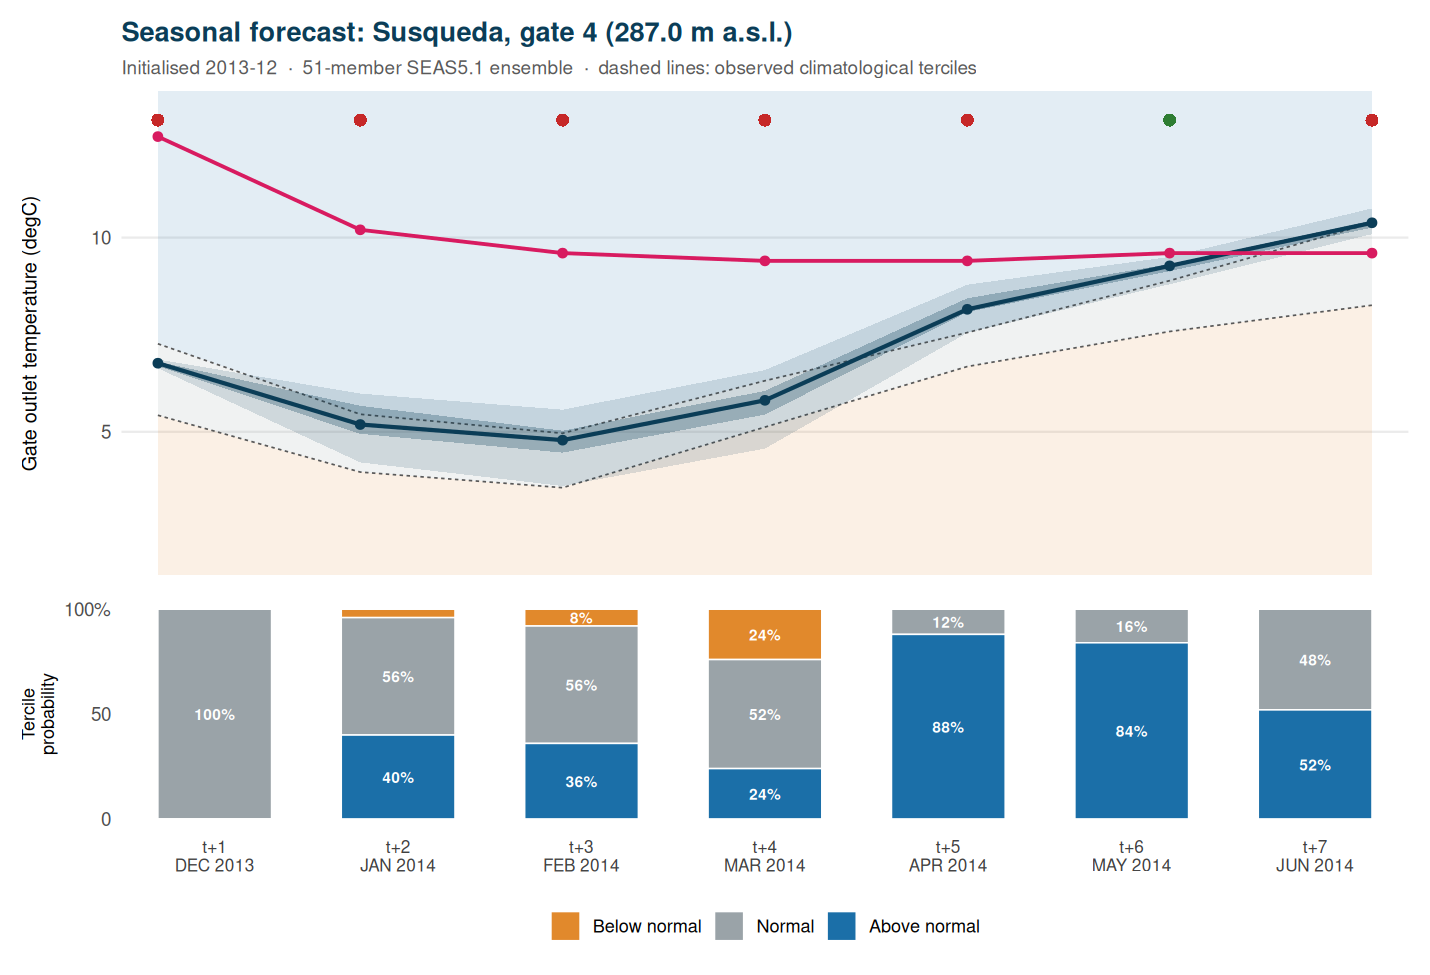 Seasonal forecast: Susqueda, gate 4 (287.0 m a.s.l.)
Initialised 2013-12 · 51-member SEAS5.1 ensemble · dashed lines: observed climatological terciles
Gate outlet temperature (degC)
10
5
Tercile
probability
100%
50
0
100%
56%
40%
8%
56%
36%
24%
52%
24%
12%
88%
16%
84%
48%
52%
t+1
DEC 2013
t+2
JAN 2014
t+3
FEB 2014
t+4
MAR 2014
t+5
APR 2014
t+6
MAY 2014
t+7
JUN 2014
Below normal
Normal
Above normal